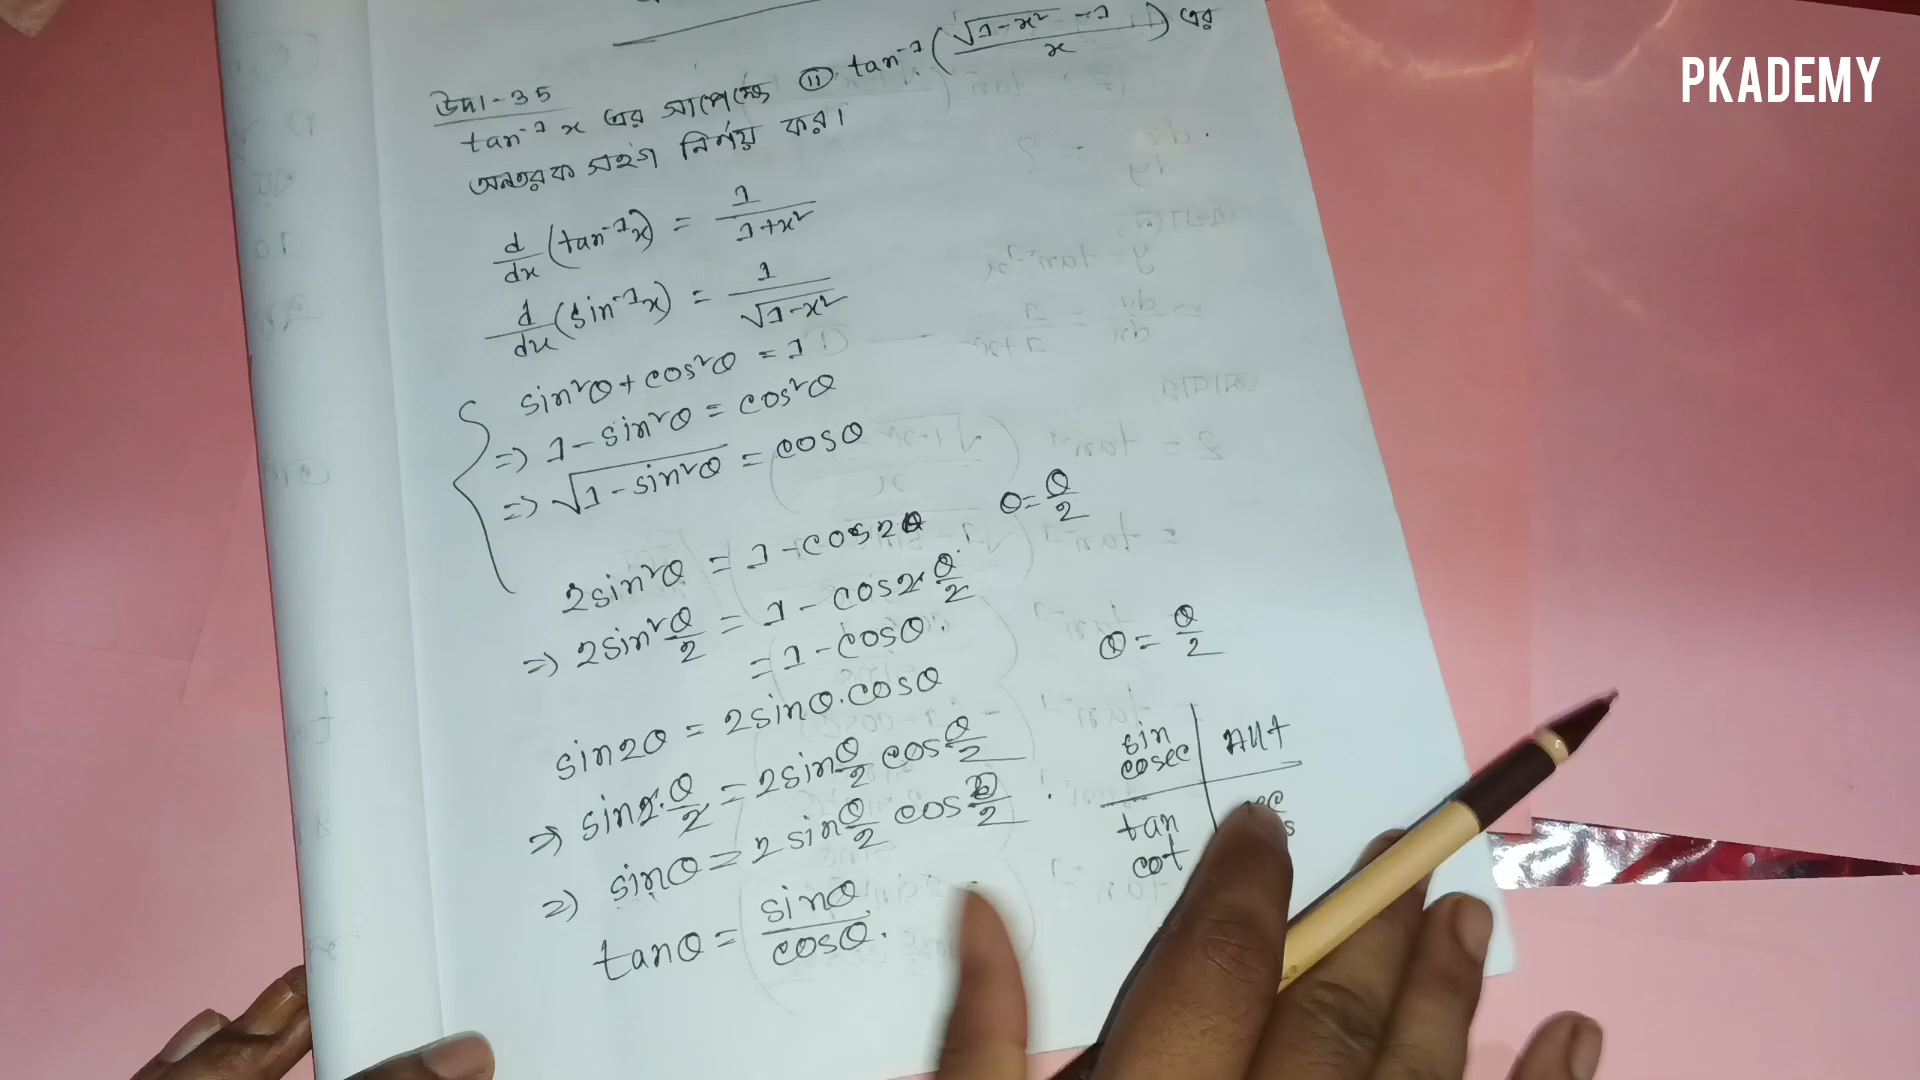 PKADEMY
উদা-35
tan⁻¹ x এর সাপেক্ষে (ii) tan⁻¹ (√(1-x²) -1 / x) এর
অন্তরক সহগ নির্ণয় কর।
d/dx (tan⁻¹x) = 1/(1+x²)
d/dx (sin⁻¹x) = 1/√(1-x²)
sin²θ + cos²θ = 1
=> 1 - sin²θ = cos²θ
=> √(1 - sin²θ) = cosθ
2sin²θ = 1 - cos2θ θ = θ/2
=> 2sin²θ/2 = 1 - cos2·θ/2
= 1 - cosθ. θ = θ/2
sin2θ = 2sinθ.cosθ
=> sin2·θ/2 = 2sinθ/2 cosθ/2
=> sinθ = 2sinθ/2 cosθ/2
tanθ = sinθ/cosθ.
sin
cosec
All
tan
cot